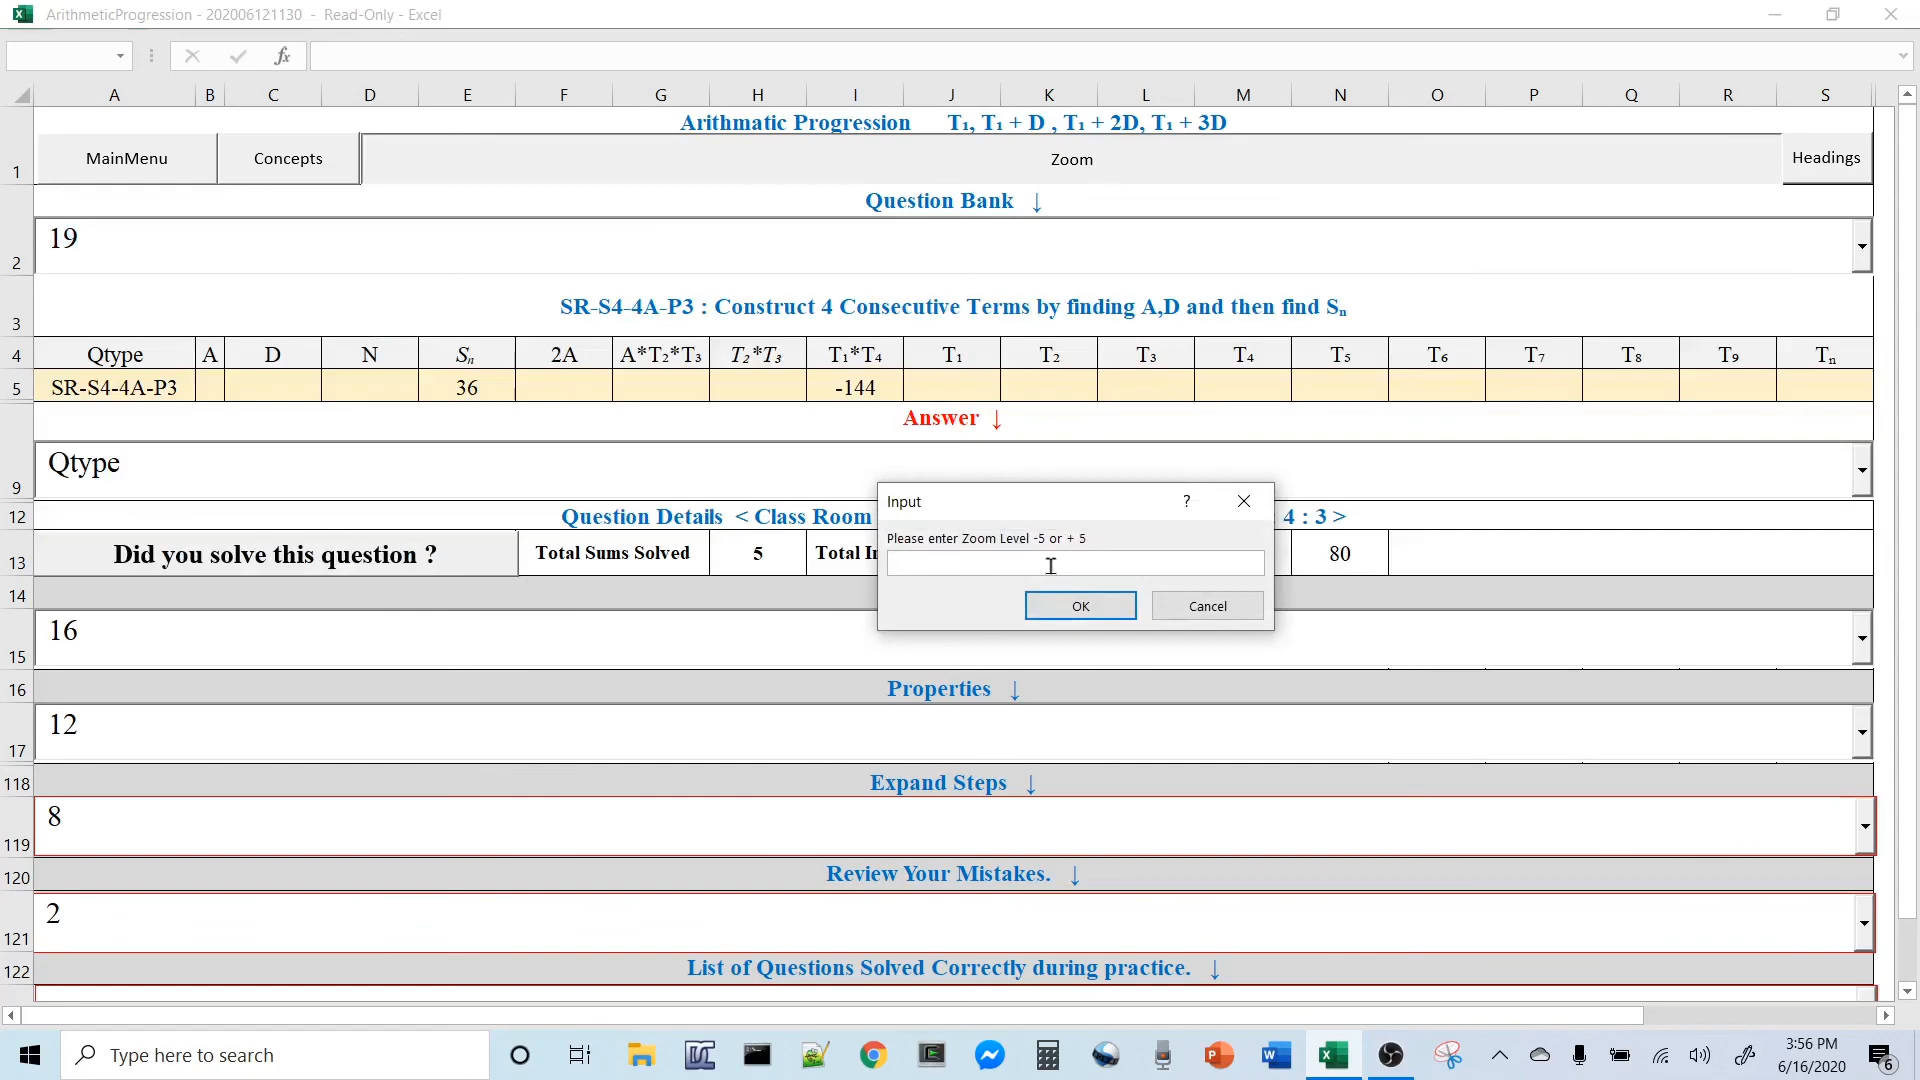 ArithmeticProgression - 202006121130 - Read-Only - Excel
fx
A B C D E F G H I J K L M N O P Q R S
Arithmatic Progression T₁, T₁ + D , T₁ + 2D, T₁ + 3D
1 MainMenu Concepts Zoom Headings
Question Bank ↓
2 19
3 SR-S4-4A-P3 : Construct 4 Consecutive Terms by finding A,D and then find Sₙ
4 Qtype A D N Sₙ 2A A*T₂*T₃ T₂*T₃ T₁*T₄ T₁ T₂ T₃ T₄ T₅ T₆ T₇ T₈ T₉ Tₙ
5 SR-S4-4A-P3 36 -144
Answer ↓
9 Qtype
12 Question Details < Class Room 4 : 3 >
13 Did you solve this question ? Total Sums Solved 5 80
Input ?
Please enter Zoom Level -5 or + 5
OK Cancel
14
15 16
16 Properties ↓
17 12
118 Expand Steps ↓
119 8
120 Review Your Mistakes. ↓
121 2
122 List of Questions Solved Correctly during practice. ↓
Type here to search
3:56 PM
6/16/2020
6